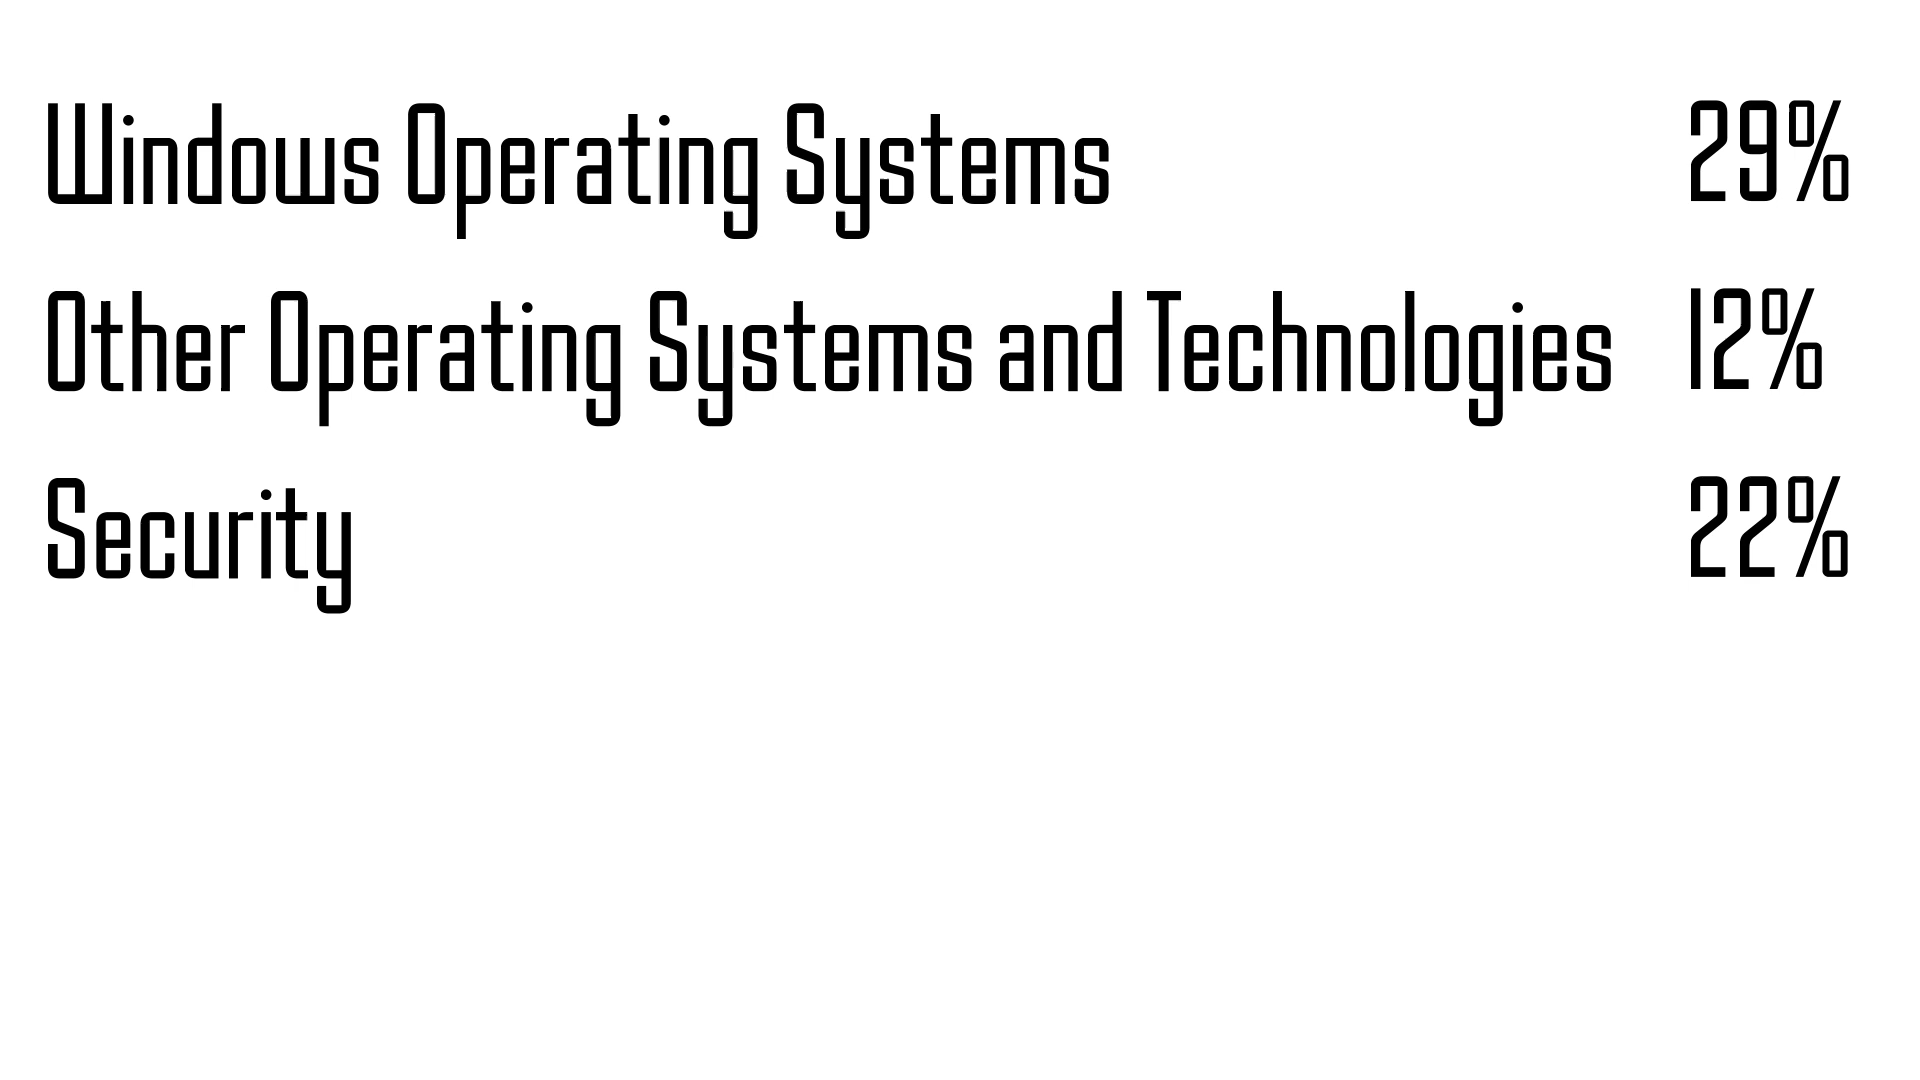 Windows Operating Systems 29%
Other Operating Systems and Technologies 12%
Security 22%